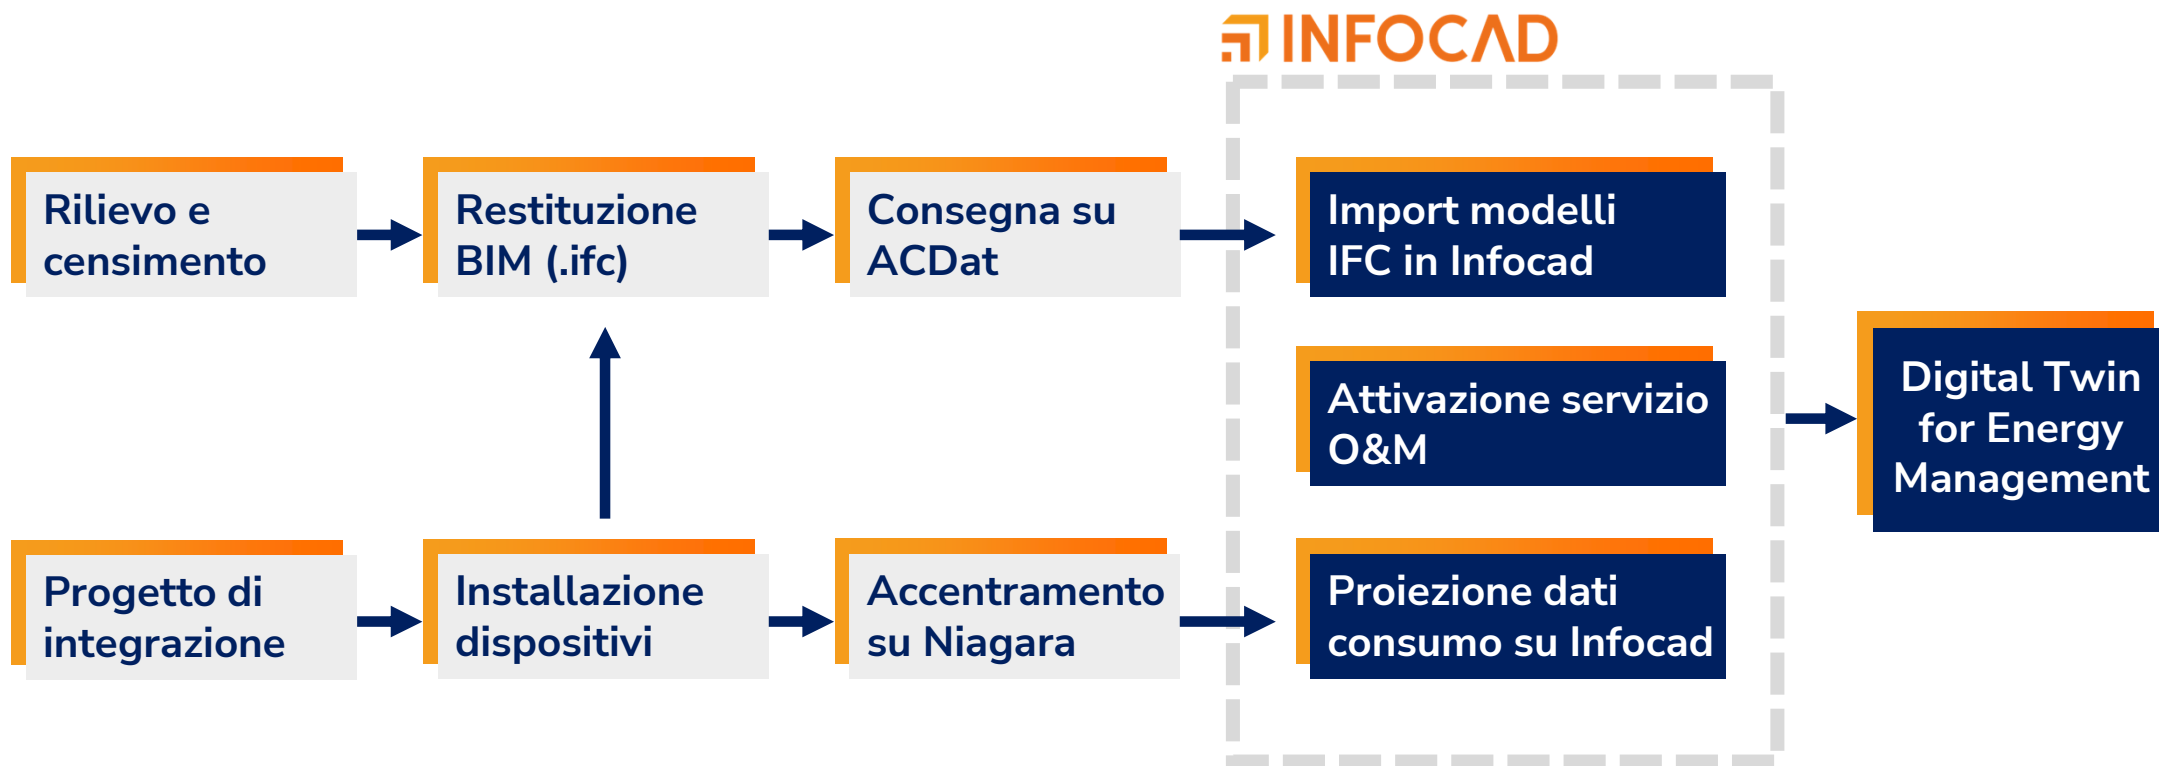 INFOCAD
Rilievo e
censimento
Restituzione
BIM (.ifc)
Consegna su
ACDat
Import modelli
IFC in Infocad
Attivazione servizio
O&M
Digital Twin
for Energy
Management
Progetto di
integrazione
Installazione
dispositivi
Accentramento
su Niagara
Proiezione dati
consumo su Infocad